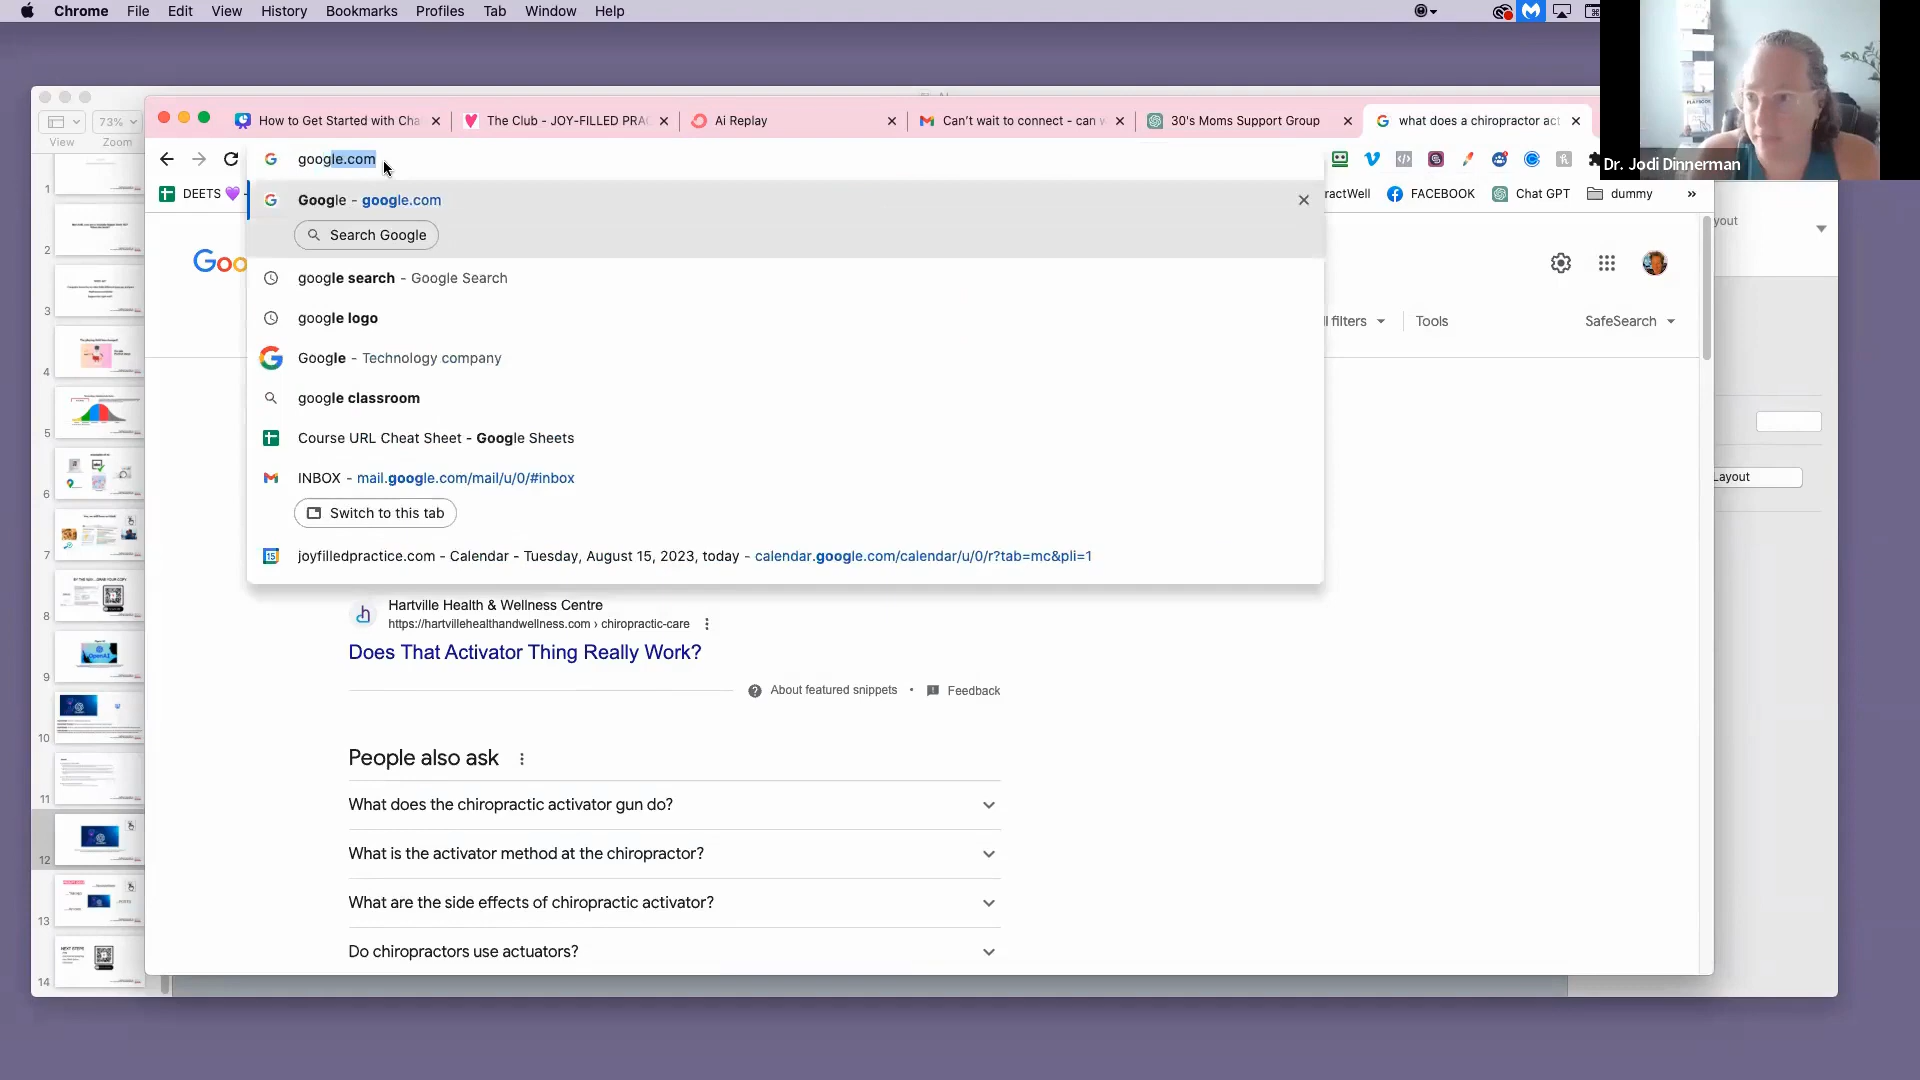 Chrome File Edit View History Bookmarks Profiles Tab Window Help
How to Get Started with Cha
The Club - JOY-FILLED PRAC
Ai Replay
Can't wait to connect - can w
30's Moms Support Group
what does a chiropractor act
73%
View Zoom
google.com
Dr. Jodi Dinnerman
DEETS
ractWell
FACEBOOK
Chat GPT
dummy
»
Google - google.com
Search Google
google search - Google Search
google logo
Google - Technology company
google classroom
Course URL Cheat Sheet - Google Sheets
INBOX - mail.google.com/mail/u/0/#inbox
Switch to this tab
joyfilledpractice.com - Calendar - Tuesday, August 15, 2023, today - calendar.google.com/calendar/u/0/r?tab=mc&pli=1
Goo
ll filters
Tools
SafeSearch
yout
Layout
Hartville Health & Wellness Centre
https://hartvillehealthandwellness.com › chiropractic-care
Does That Activator Thing Really Work?
About featured snippets • Feedback
People also ask
What does the chiropractic activator gun do?
What is the activator method at the chiropractor?
What are the side effects of chiropractic activator?
Do chiropractors use actuators?
1
2
3
4
5
6
7
8
9
10
11
12
13
14